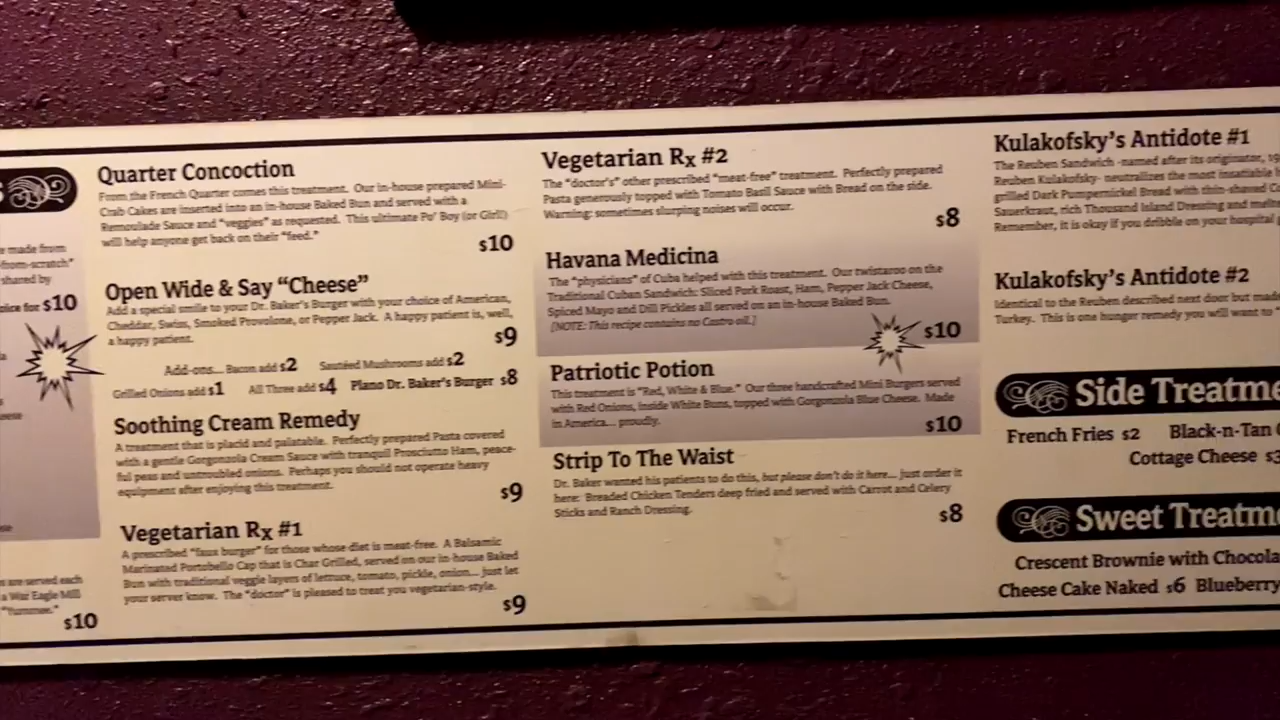 S
e made from
from-scratch"
shared by
oice for $10
are served each
a War Eagle Mill
"Yummee."
$10
Quarter Concoction
From the French Quarter comes this treatment. Our in-house prepared Mini-
Crab Cakes are inserted into an in-house Baked Bun and served with a
Remoulade Sauce and "veggies" as requested. This ultimate Po' Boy (or Girl!)
will help anyone get back on their "feed."
$10
Open Wide & Say "Cheese"
Add a special smile to your Dr. Baker's Burger with your choice of American,
Cheddar, Swiss, Smoked Provolone, or Pepper Jack. A happy patient is, well,
a happy patient.
$9
Add-ons... Bacon add $2 Sautéed Mushrooms add $2
Grilled Onions add $1 All Three add $4 Plano Dr. Baker's Burger $8
Soothing Cream Remedy
A treatment that is placid and palatable. Perfectly prepared Pasta covered
with a gentle Gorgonzola Cream Sauce with tranquil Prosciutto Ham, peace-
ful peas and untroubled onions. Perhaps you should not operate heavy
equipment after enjoying this treatment.
$9
Vegetarian Rx #1
A prescribed "faux burger" for those whose diet is meat-free. A Balsamic
Marinated Portobello Cap that is Char Grilled, served on our in-house Baked
Bun with traditional veggie layers of lettuce, tomato, pickle, onion... just let
your server know. The "doctor" is pleased to treat you vegetarian-style.
$9
Vegetarian Rx #2
The "doctor's" other prescribed "meat-free" treatment. Perfectly prepared
Pasta generously topped with Tomato Basil Sauce with Bread on the side.
Warning: sometimes slurping noises will occur.
$8
Havana Medicina
The "physicians" of Cuba helped with this treatment. Our twistaroo on the
Traditional Cuban Sandwich: Sliced Pork Roast, Ham, Pepper Jack Cheese,
Spiced Mayo and Dill Pickles all served on an in-house Baked Bun.
[NOTE: This recipe contains no Castro oil.]
$10
Patriotic Potion
This treatment is "Red, White & Blue." Our three handcrafted Mini Burgers served
with Red Onions, inside White Buns, topped with Gorgonzola Blue Cheese. Made
in America... proudly.
$10
Strip To The Waist
Dr. Baker wanted his patients to do this, but please don't do it here... just order it
here: Breaded Chicken Tenders deep fried and served with Carrot and Celery
Sticks and Ranch Dressing.
$8
Kulakofsky's Antidote #1
The Reuben Sandwich -named after its originator, 19
Reuben Kulakofsky- neutralizes the most insatiable h
grilled Dark Pumpernickel Bread with thin-shaved C
Sauerkraut, rich Thousand Island Dressing and melte
Remember, it is okay if you dribble on your hospital
Kulakofsky's Antidote #2
Identical to the Reuben described next door but mad
Turkey. This is one hunger remedy you will want to "
Side Treatme
French Fries $2 Black-n-Tan
Cottage Cheese $3
Sweet Treatme
Crescent Brownie with Chocola
Cheese Cake Naked $6 Blueberry